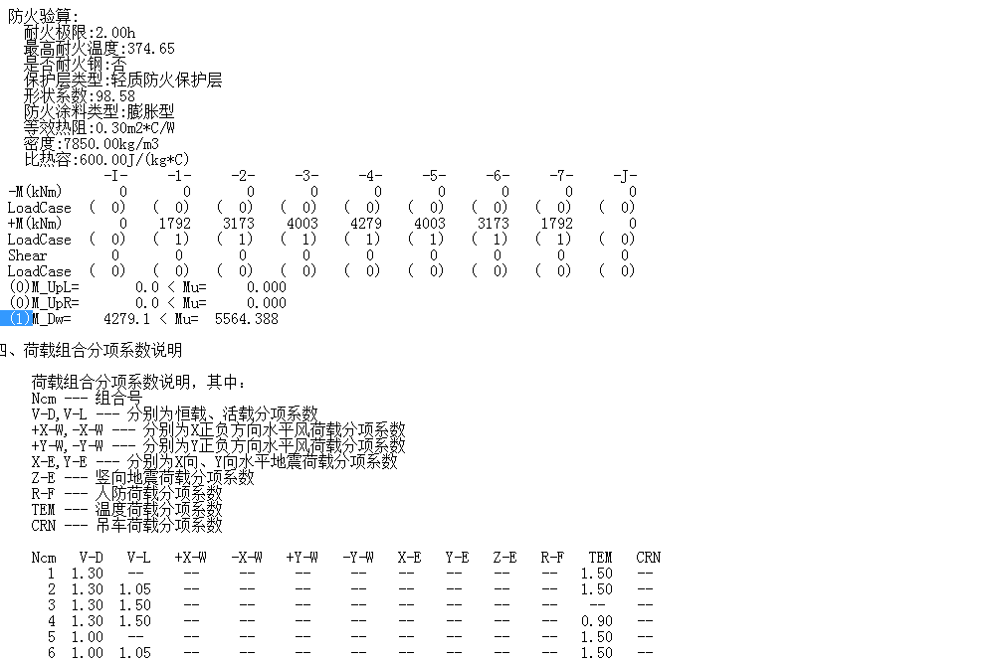 防火验算:
耐火极限:2.00h
最高耐火温度:374.65
是否耐火钢:否
保护层类型:轻质防火保护层
形状系数:98.58
防火涂料类型:膨胀型
等效热阻:0.30m2*C/W
密度:7850.00kg/m3
比热容:600.00J/(kg*C)
-I- -1- -2- -3- -4- -5- -6- -7- -J-
-M(kNm) 0 0 0 0 0 0 0 0 0
LoadCase ( 0) ( 0) ( 0) ( 0) ( 0) ( 0) ( 0) ( 0) ( 0)
+M(kNm) 0 1792 3173 4003 4279 4003 3173 1792 0
LoadCase ( 0) ( 1) ( 1) ( 1) ( 1) ( 1) ( 1) ( 1) ( 0)
Shear 0 0 0 0 0 0 0 0 0
LoadCase ( 0) ( 0) ( 0) ( 0) ( 0) ( 0) ( 0) ( 0) ( 0)
(0)M_UpL= 0.0 < Mu= 0.000
(0)M_UpR= 0.0 < Mu= 0.000
(1)M_Dw= 4279.1 < Mu= 5564.388
四、荷载组合分项系数说明
荷载组合分项系数说明, 其中:
Ncm --- 组合号
V-D,V-L --- 分别为恒载、活载分项系数
+X-W,-X-W --- 分别为X正负方向水平风荷载分项系数
+Y-W,-Y-W --- 分别为Y正负方向水平风荷载分项系数
X-E,Y-E --- 分别为X向、Y向水平地震荷载分项系数
Z-E --- 竖向地震荷载分项系数
R-F --- 人防荷载分项系数
TEM --- 温度荷载分项系数
CRN --- 吊车荷载分项系数
Ncm V-D V-L +X-W -X-W +Y-W -Y-W X-E Y-E Z-E R-F TEM CRN
1 1.30 -- -- -- -- -- -- -- -- -- 1.50 --
2 1.30 1.05 -- -- -- -- -- -- -- -- 1.50 --
3 1.30 1.50 -- -- -- -- -- -- -- -- -- --
4 1.30 1.50 -- -- -- -- -- -- -- -- 0.90 --
5 1.00 -- -- -- -- -- -- -- -- -- 1.50 --
6 1.00 1.05 -- -- -- -- -- -- -- -- 1.50 --